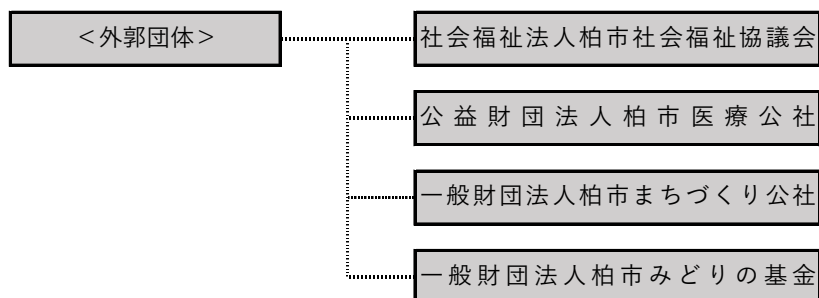 ＜外郭団体＞
社会福祉法人柏市社会福祉協議会
公益財団法人柏市医療公社
一般財団法人柏市まちづくり公社
一般財団法人柏市みどりの基金